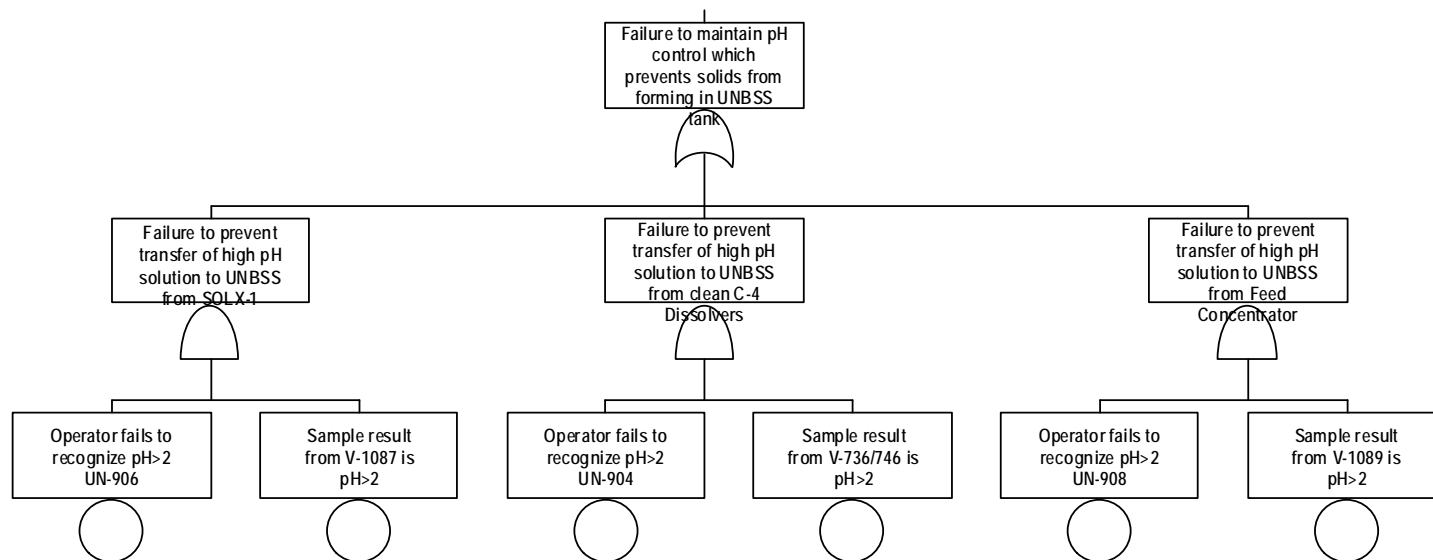 Failure to maintain pH
control which
prevents solids from
forming in UNBSS
tank
Failure to prevent
transfer of high pH
solution to UNBSS
from SOLX-1
Failure to prevent
transfer of high pH
solution to UNBSS
from clean C-4
Dissolvers
Failure to prevent
transfer of high pH
solution to UNBSS
from Feed
Concentrator
Operator fails to
recognize pH>2
UN-906
Sample result
from V-1087 is
pH>2
Operator fails to
recognize pH>2
UN-904
Sample result
from V-736/746 is
pH>2
Operator fails to
recognize pH>2
UN-908
Sample result
from V-1089 is
pH>2